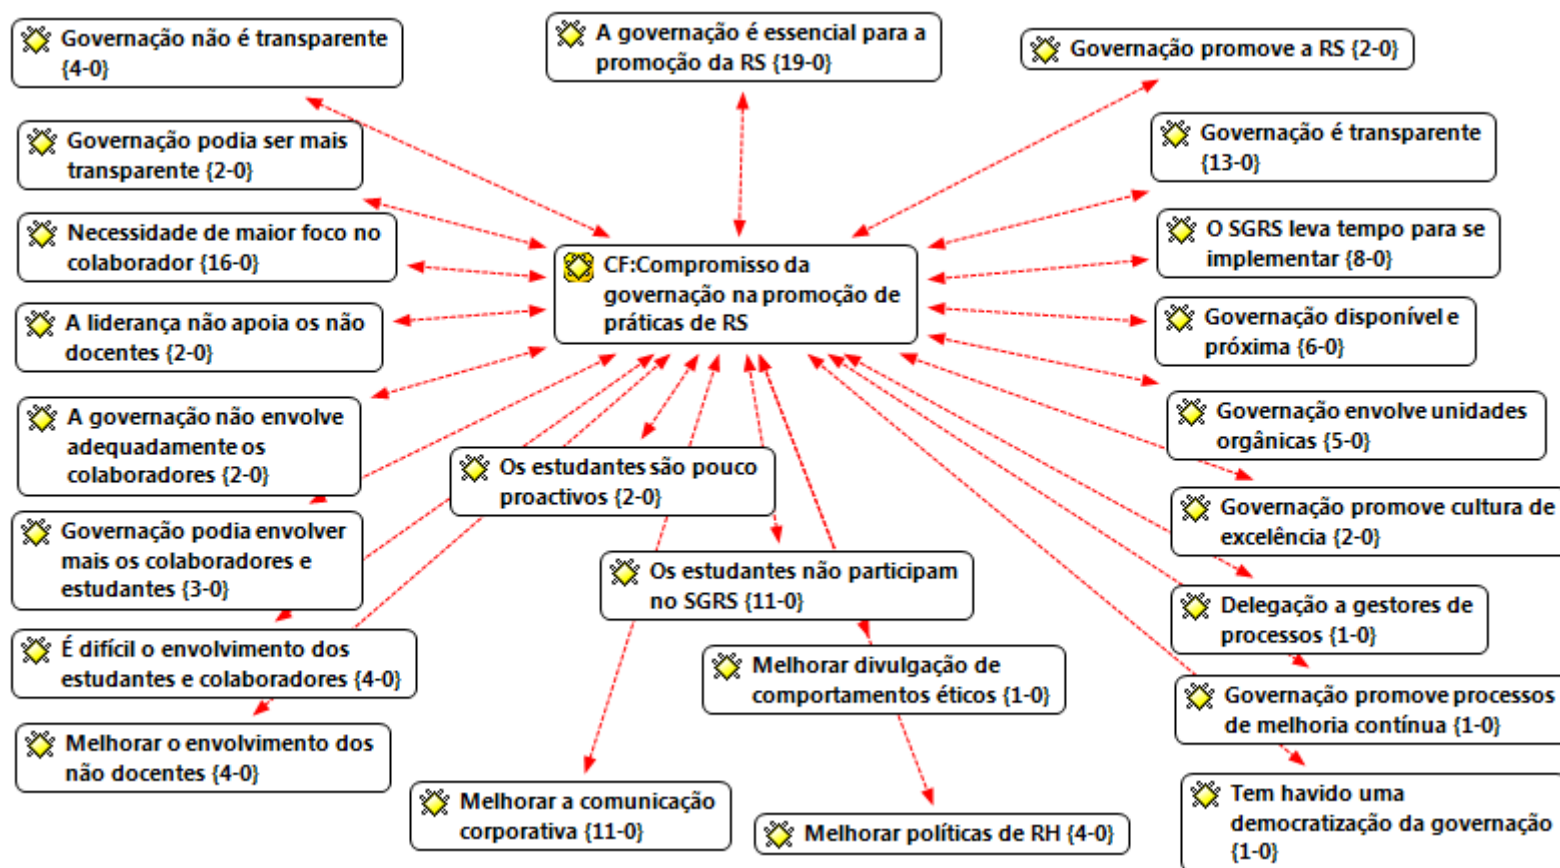 Governação não é transparente
{4-0}
A governação é essencial para a
promoção da RS {19-0}
Governação promove a RS {2-0}
Governação podia ser mais
transparente {2-0}
Governação é transparente
{13-0}
Necessidade de maior foco no
colaborador {16-0}
O SGRS leva tempo para se
implementar {8-0}
CF:Compromisso da
governação na promoção de
práticas de RS
A liderança não apoia os não
docentes {2-0}
Governação disponível e
próxima {6-0}
A governação não envolve
adequadamente os
colaboradores {2-0}
Governação envolve unidades
orgânicas {5-0}
Os estudantes são pouco
proactivos {2-0}
Governação promove cultura de
excelência {2-0}
Governação podia envolver
mais os colaboradores e
estudantes {3-0}
Os estudantes não participam
no SGRS {11-0}
Delegação a gestores de
processos {1-0}
É difícil o envolvimento dos
estudantes e colaboradores {4-0}
Melhorar divulgação de
comportamentos éticos {1-0}
Governação promove processos
de melhoria contínua {1-0}
Melhorar o envolvimento dos
não docentes {4-0}
Melhorar a comunicação
corporativa {11-0}
Melhorar políticas de RH {4-0}
Tem havido uma
democratização da governação
{1-0}